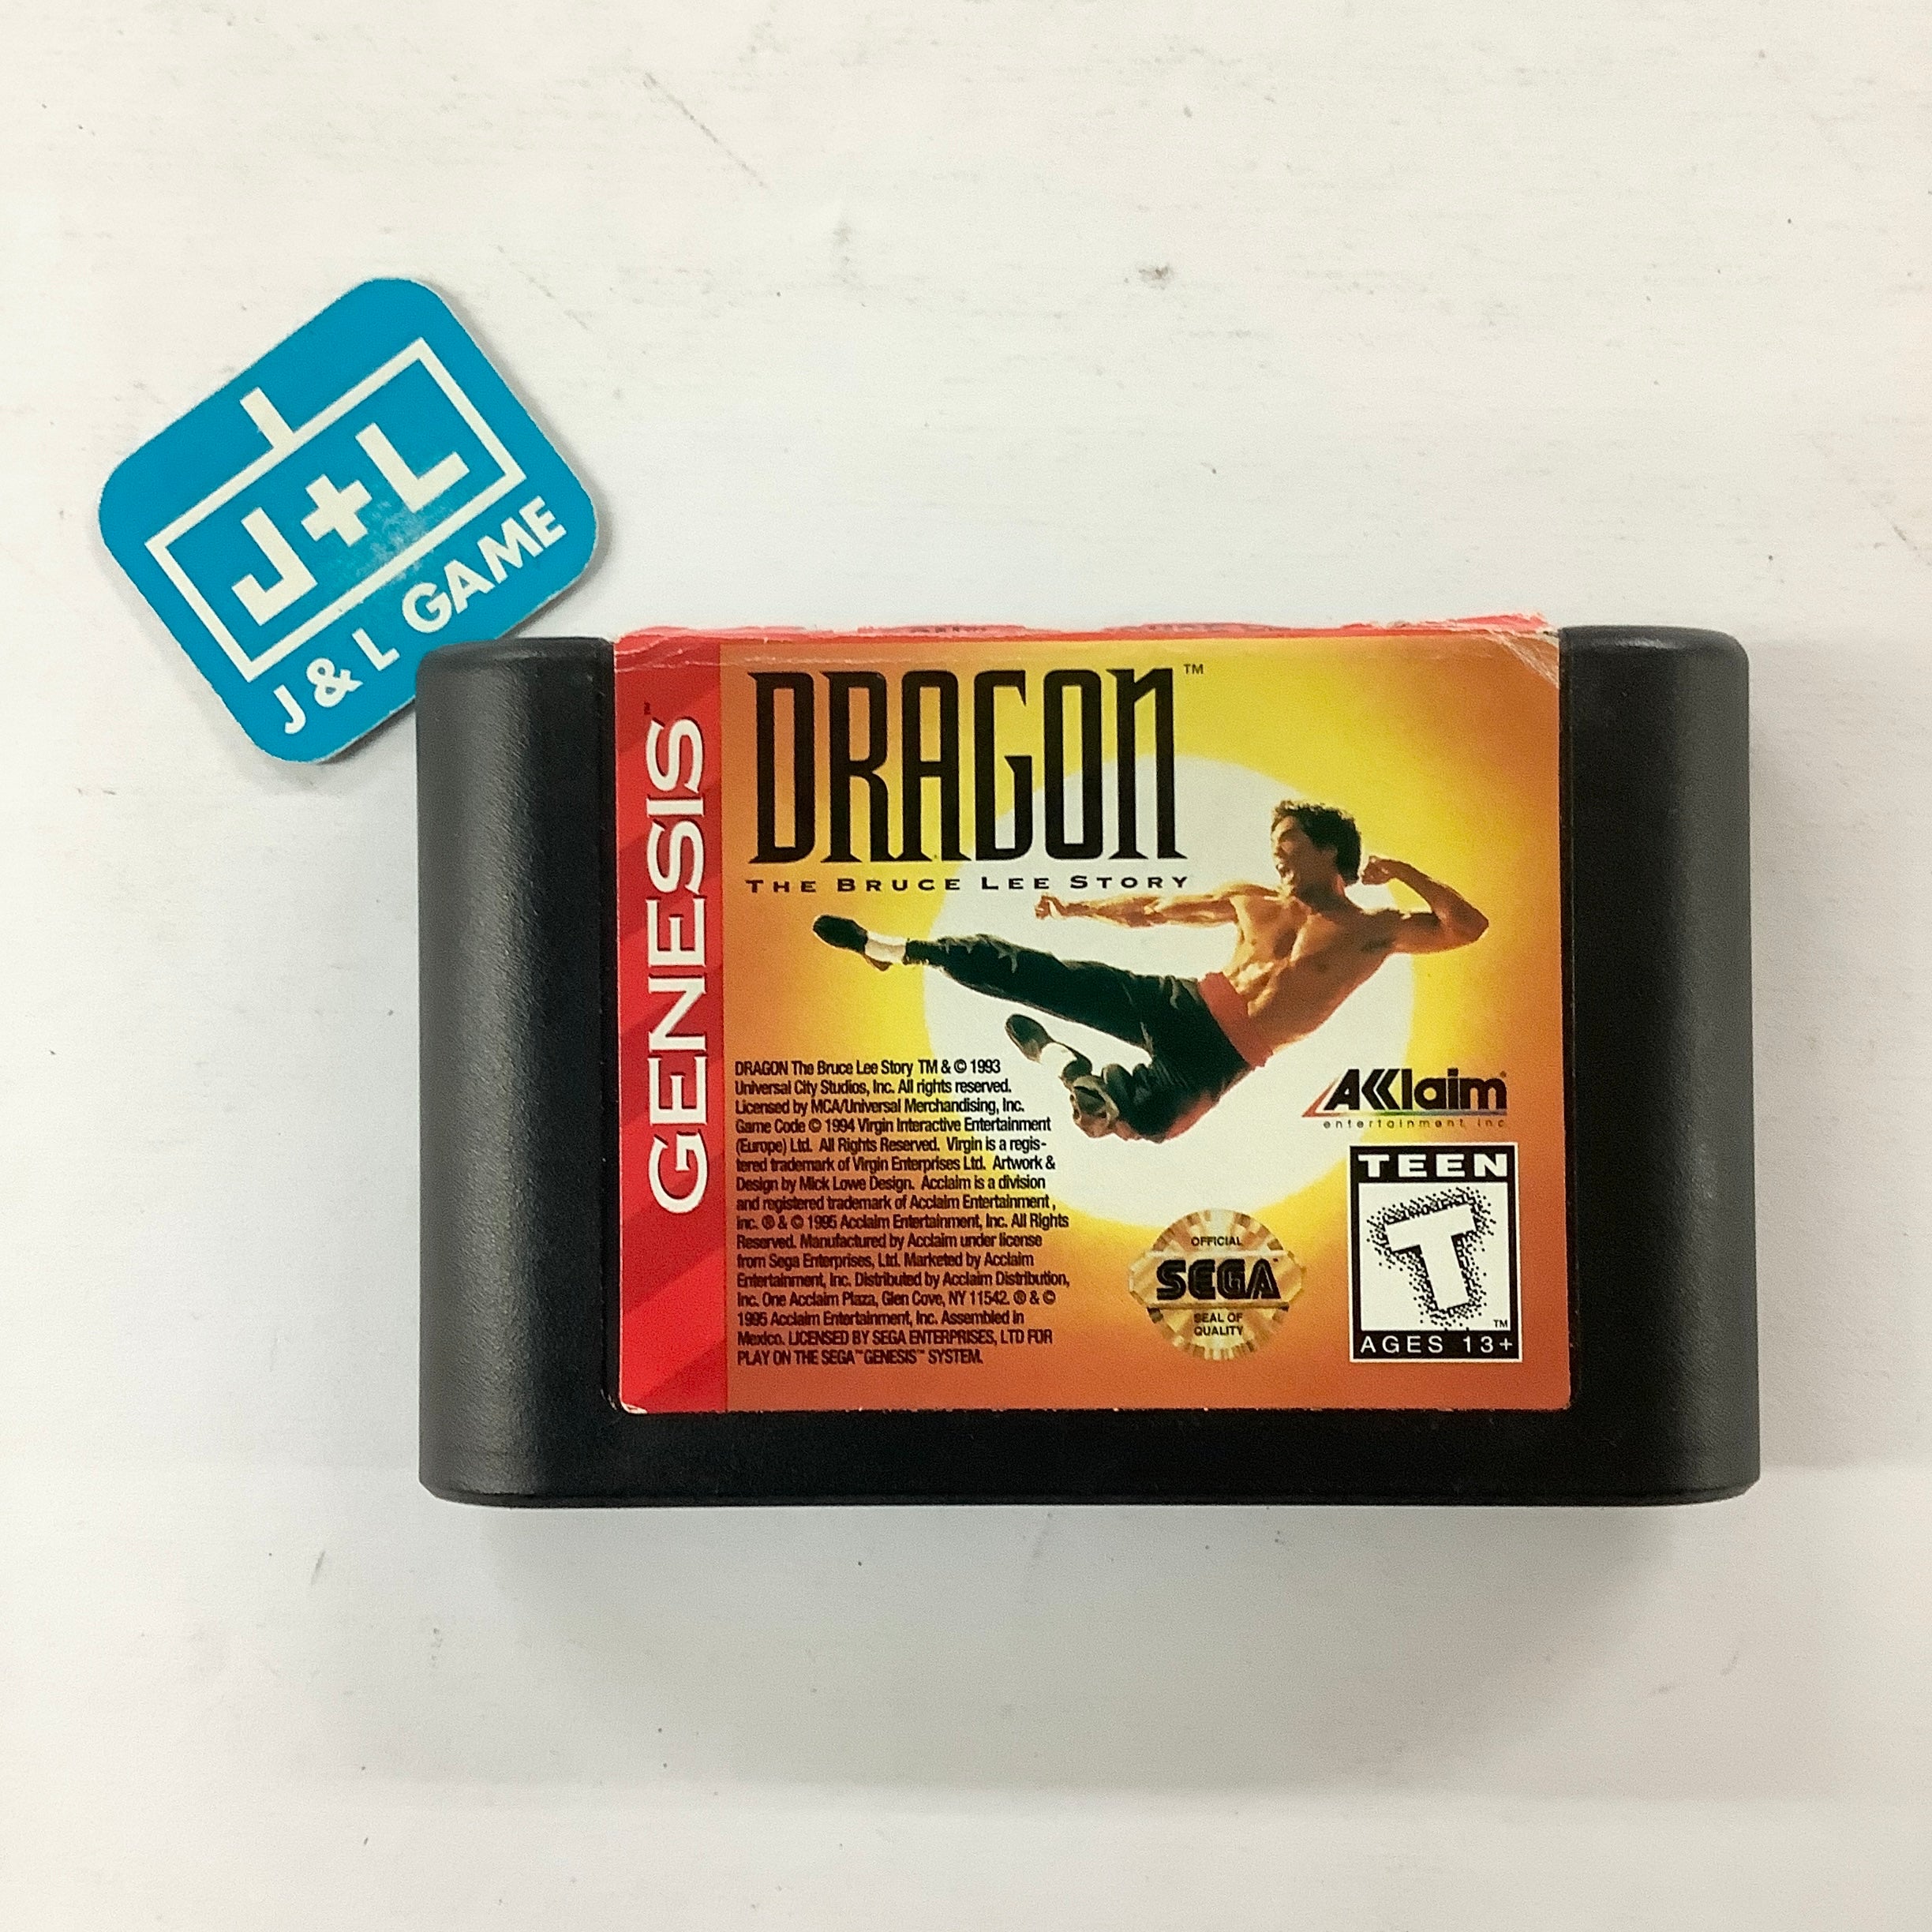 J+L
J & L GAME
GENESIS
DRAGON™
THE BRUCE LEE STORY
DRAGON The Bruce Lee Story TM & © 1993
Universal City Studios, Inc. All rights reserved.
Licensed by MCA/Universal Merchandising, Inc.
Game Code © 1994 Virgin Interactive Entertainment
(Europe) Ltd. All Rights Reserved. Virgin is a regis-
tered trademark of Virgin Enterprises Ltd. Artwork &
Design by Mick Lowe Design. Acclaim is a division
and registered trademark of Acclaim Entertainment,
Inc. ® & © 1995 Acclaim Entertainment, Inc. All Rights
Reserved. Manufactured by Acclaim under license
from Sega Enterprises, Ltd. Marketed by Acclaim
Entertainment, Inc. Distributed by Acclaim Distribution,
Inc. One Acclaim Plaza, Glen Cove, NY 11542. ® & ©
1995 Acclaim Entertainment, Inc. Assembled in
Mexico. LICENSED BY SEGA ENTERPRISES, LTD FOR
PLAY ON THE SEGA™ GENESIS™ SYSTEM.
AKKlaim®
entertainment, inc.
OFFICIAL
SEGA™
SEAL OF
QUALITY
TEEN
T
™
AGES 13+